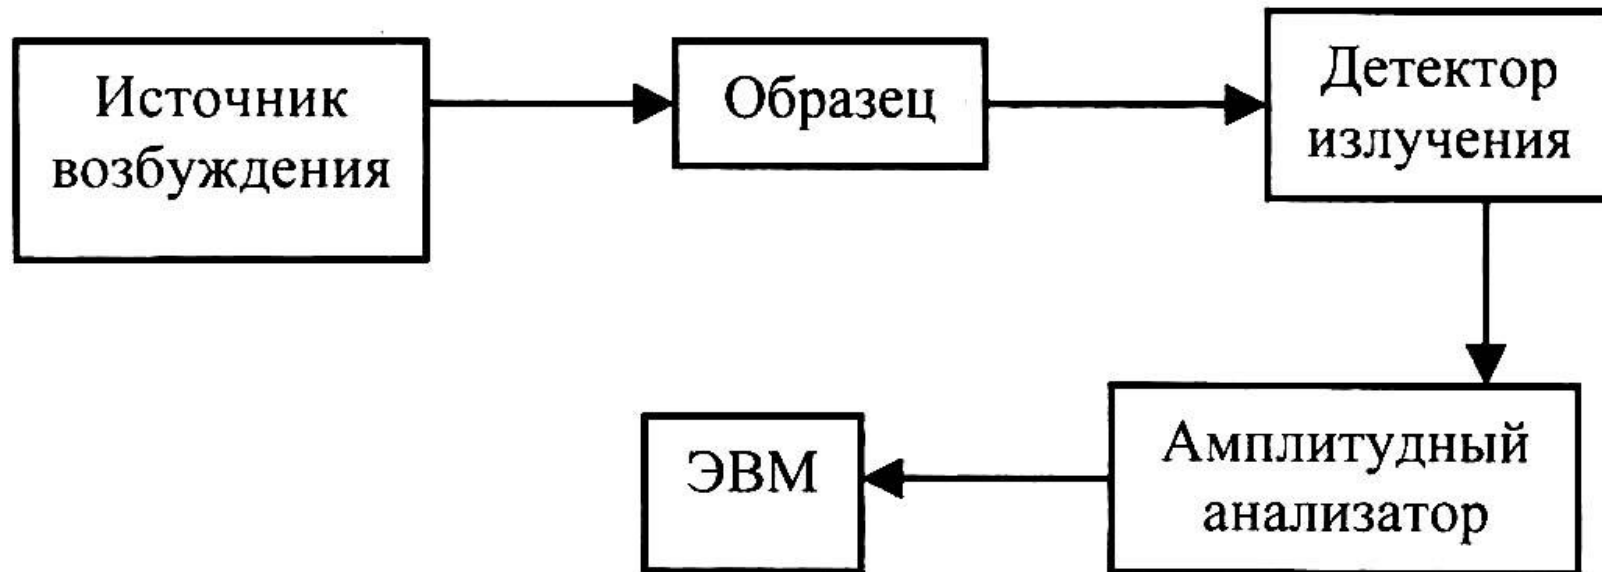 Источник
возбуждения
Образец
Детектор
излучения
Амплитудный
анализатор
ЭВМ